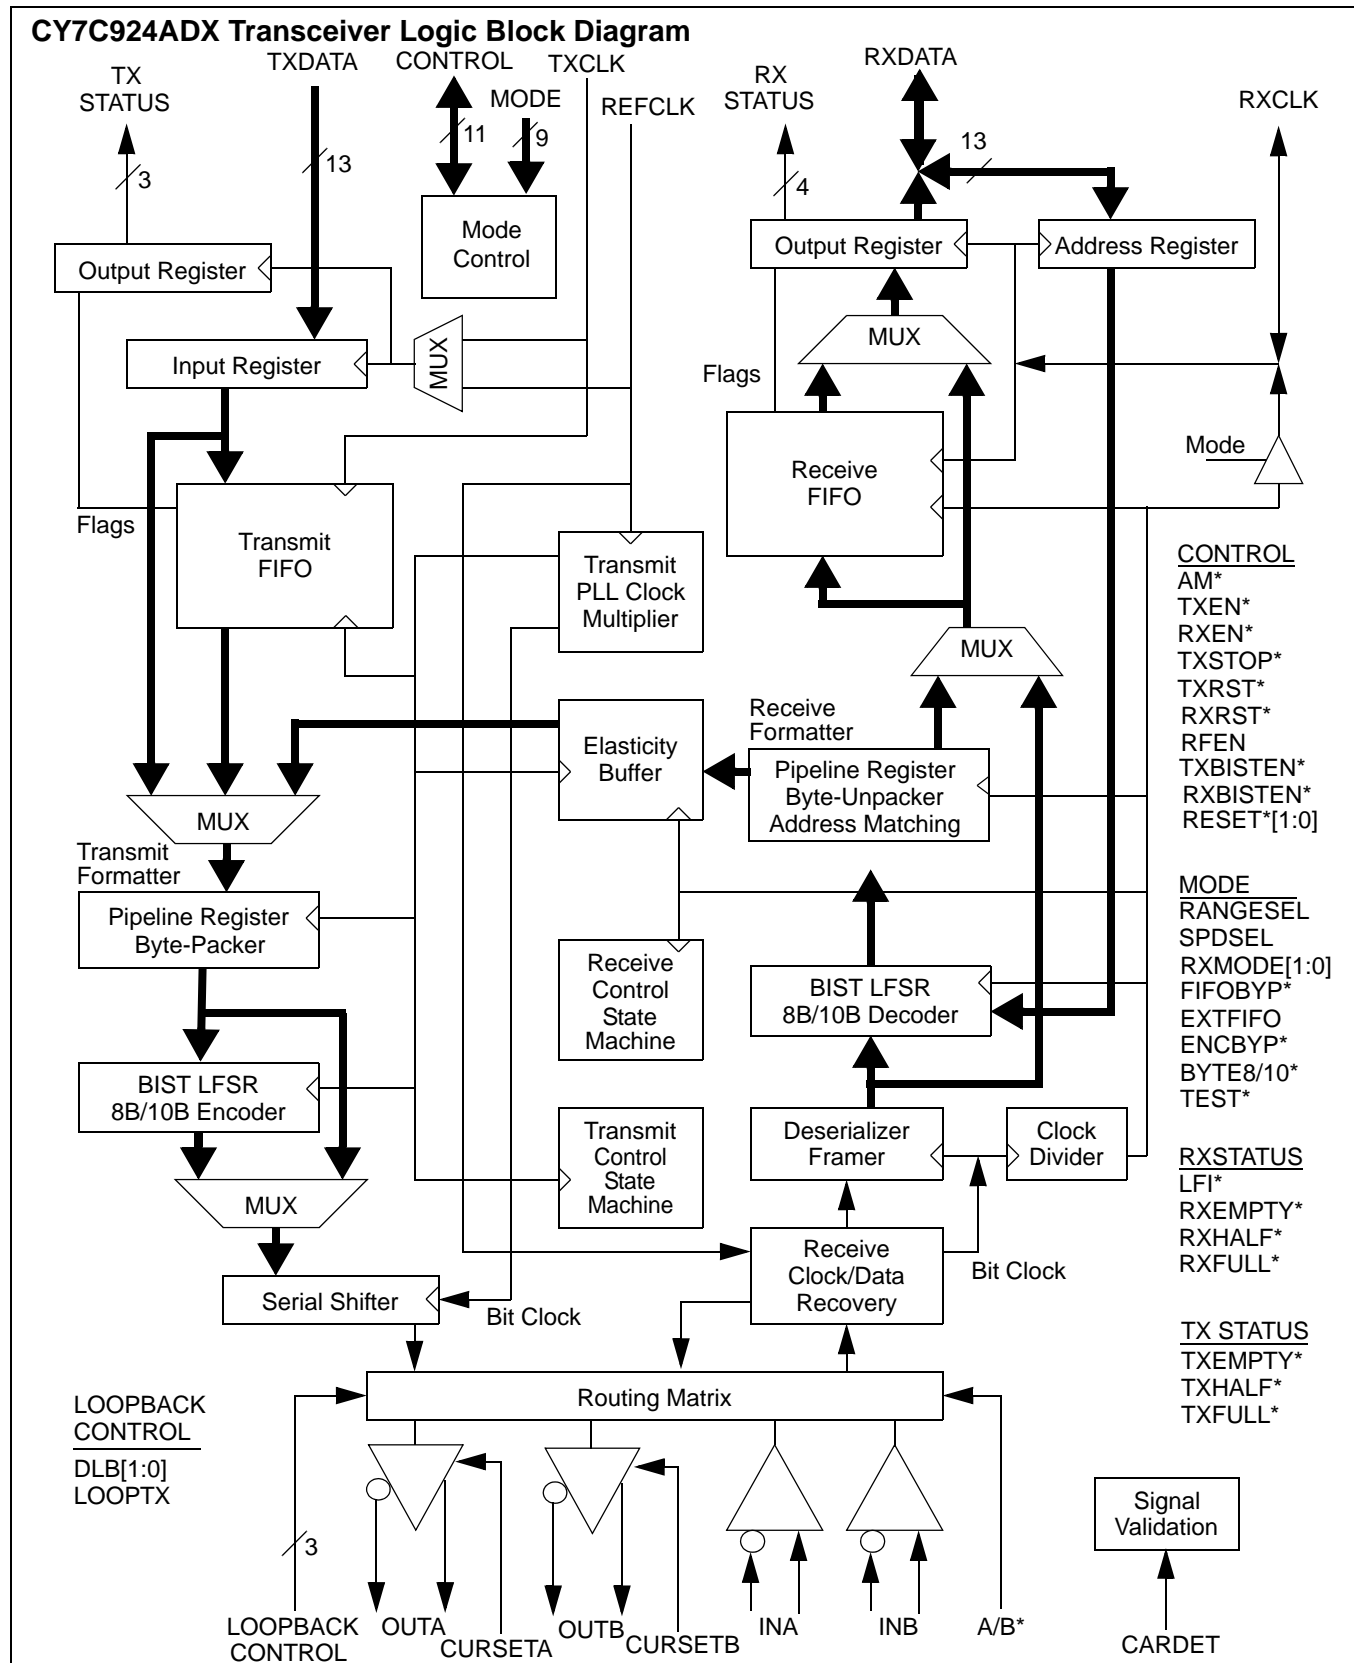 CY7C924ADX Transceiver Logic Block Diagram
TX
STATUS
TXDATA
CONTROL
TXCLK
MODE
REFCLK
RX
STATUS
RXDATA
RXCLK
3
13
11
9
4
13
Mode
Control
Output Register
Output Register
Address Register
Input Register
MUX
MUX
Flags
Mode
Flags
Transmit
FIFO
Receive
FIFO
Transmit
PLL Clock
Multiplier
MUX
Receive
Formatter
Elasticity
Buffer
Pipeline Register
Byte-Unpacker
Address Matching
MUX
Transmit
Formatter
Pipeline Register
Byte-Packer
Receive
Control
State
Machine
BIST LFSR
8B/10B Decoder
BIST LFSR
8B/10B Encoder
Transmit
Control
State
Machine
Deserializer
Framer
Clock
Divider
MUX
Receive
Clock/Data
Recovery
Bit Clock
Serial Shifter
Bit Clock
Routing Matrix
CONTROL
AM*
TXEN*
RXEN*
TXSTOP*
TXRST*
RXRST*
RFEN
TXBISTEN*
RXBISTEN*
RESET*[1:0]
MODE
RANGESEL
SPDSEL
RXMODE[1:0]
FIFOBYP*
EXTFIFO
ENCBYP*
BYTE8/10*
TEST*
RXSTATUS
LFI*
RXEMPTY*
RXHALF*
RXFULL*
TX STATUS
TXEMPTY*
TXHALF*
TXFULL*
LOOPBACK
CONTROL
DLB[1:0]
LOOPTX
3
Signal
Validation
LOOPBACK
CONTROL
OUTA
CURSETA
OUTB
CURSETB
INA
INB
A/B*
CARDET